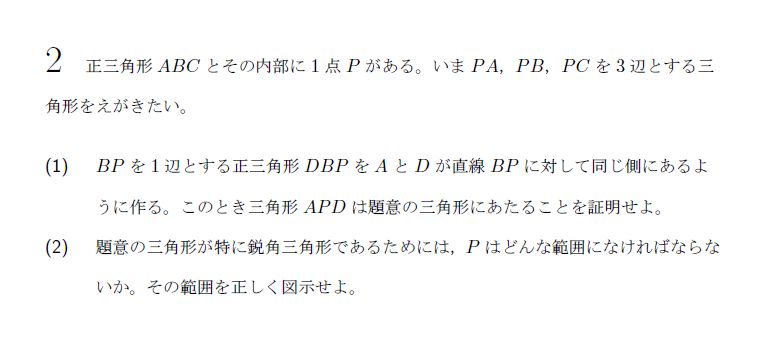 2 正三角形 ABC とその内部に 1 点 P がある。いま PA，PB，PC を 3 辺とする三
角形をえがきたい。
(1) BP を 1 辺とする正三角形 DBP を A と D が直線 BP に対して同じ側にあるよ
うに作る。このとき三角形 APD は題意の三角形にあたることを証明せよ。
(2) 題意の三角形が特に鋭角三角形であるためには，P はどんな範囲になければならな
いか。その範囲を正しく図示せよ。